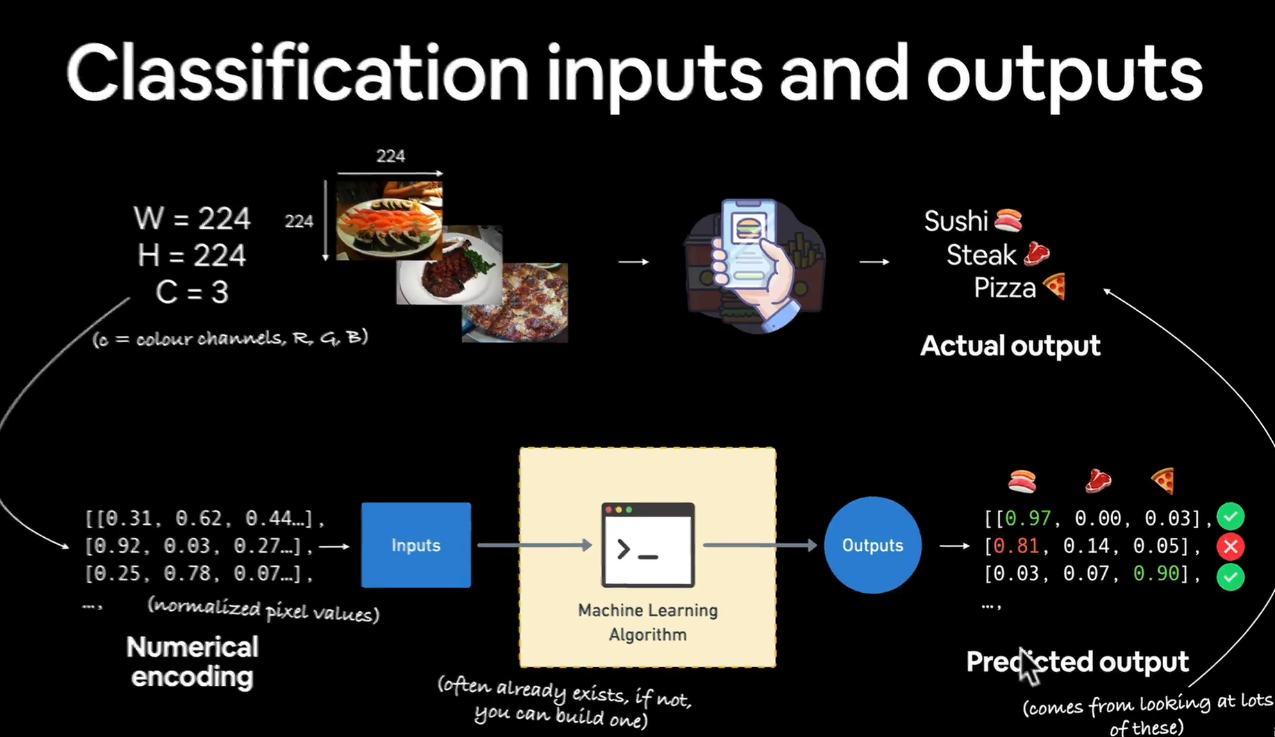 Classification inputs and outputs
224
224
W = 224
H = 224
C = 3
(c = colour channels, R, G, B)
Sushi
Steak
Pizza
Actual output
[[0.31, 0.62, 0.44…],
[0.92, 0.03, 0.27…],
[0.25, 0.78, 0.07…],
…,
(normalized pixel values)
Numerical
encoding
Inputs
Machine Learning
Algorithm
(often already exists, if not,
you can build one)
Outputs
[[0.97, 0.00, 0.03],
[0.81, 0.14, 0.05],
[0.03, 0.07, 0.90],
…,
Predicted output
(comes from looking at lots
of these)